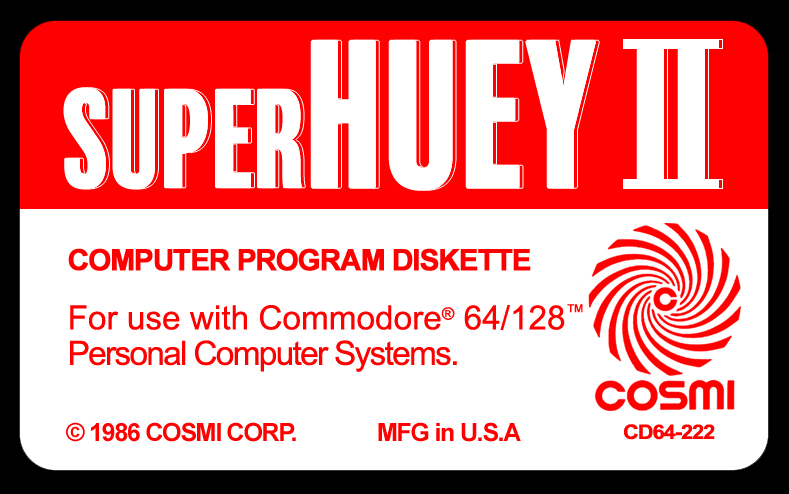 SUPERHUEY II
COMPUTER PROGRAM DISKETTE
For use with Commodore® 64/128™
Personal Computer Systems.
C
COSMI
© 1986 COSMI CORP. MFG in U.S.A CD64-222